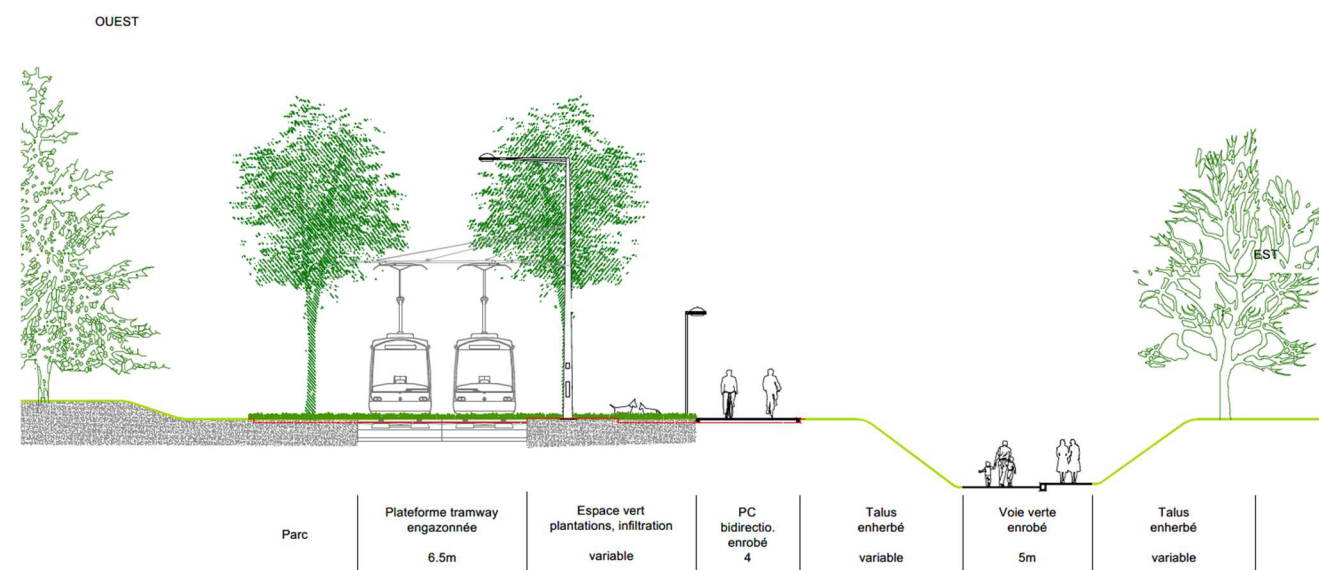 OUEST
EST
Parc
Plateforme tramway
engazonnée
6.5m
Espace vert
plantations, infiltration
variable
PC
bidirectio.
enrobé
4
Talus
enherbé
variable
Voie verte
enrobé
5m
Talus
enherbé
variable